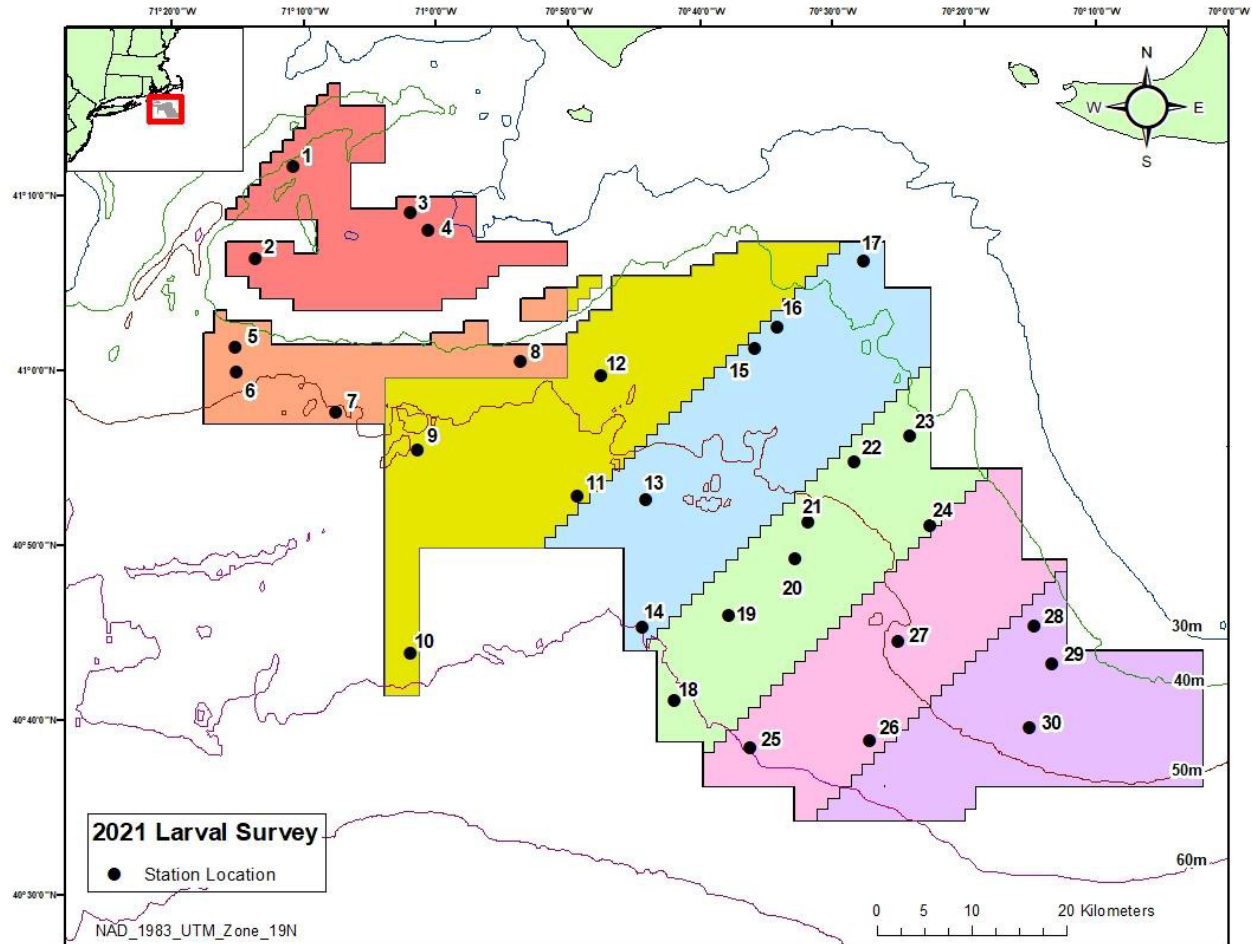 71°20'0"W 71°10'0"W 71°0'0"W 70°50'0"W 70°40'0"W 70°30'0"W 70°20'0"W 70°10'0"W 70°0'0"W
N
W E
S
1
41°10'0"N
3
4
2
17
16
5
15
8
41°0'0"N
12
6
7
23
9
22
11
13
21
24
40°50'0"N
20
19
14
28
30m
27
10
29
40m
18
40°40'0"N
30
26
25
50m
2021 Larval Survey
Station Location
60m
40°30'0"N
0 5 10 20 Kilometers
NAD_1983_UTM_Zone_19N